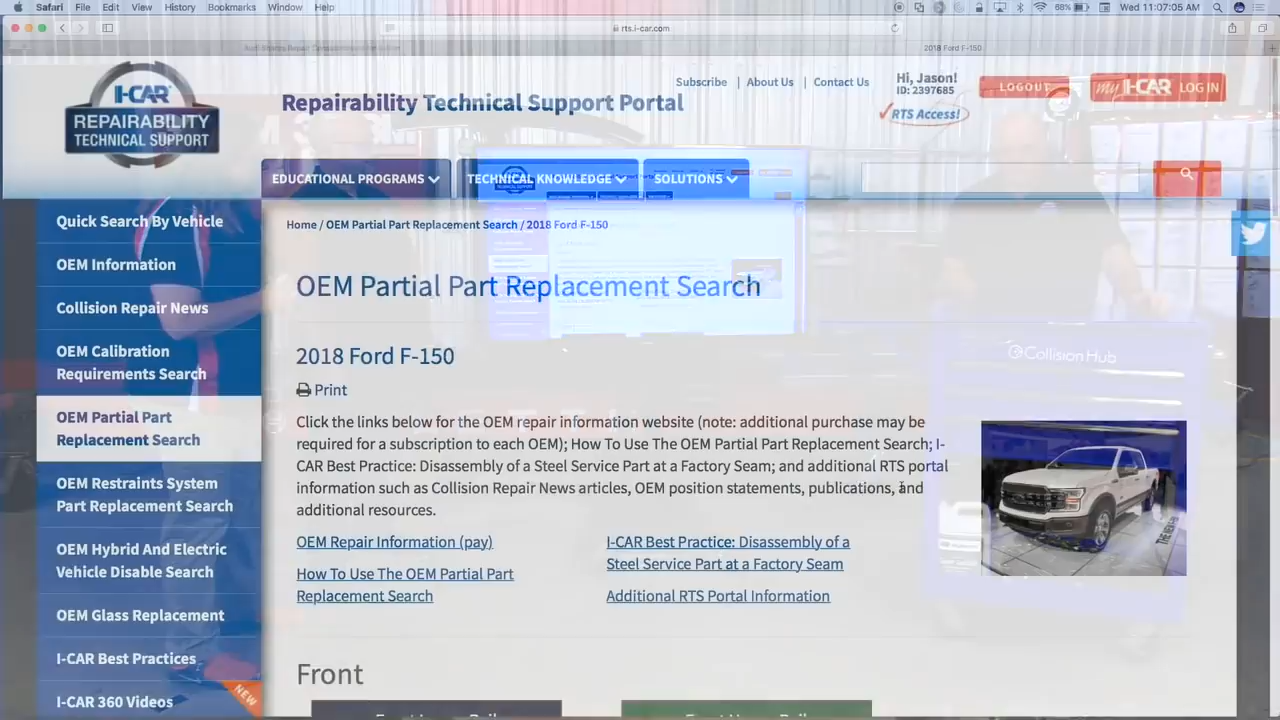 Safari File Edit View History Bookmarks Window Help
68% Wed 11:07:05 AM
rts.i-car.com
2018 Ford F-150
Subscribe | About Us | Contact Us
Hi, Jason!
ID: 2397685
RTS Access!
LOGOUT
my I-CAR LOG IN
I-CAR
REPAIRABILITY
TECHNICAL SUPPORT
Repairability Technical Support Portal
EDUCATIONAL PROGRAMS
TECHNICAL KNOWLEDGE
SOLUTIONS
Quick Search By Vehicle
OEM Information
Collision Repair News
OEM Calibration
Requirements Search
OEM Partial Part
Replacement Search
OEM Restraints System
Part Replacement Search
OEM Hybrid And Electric
Vehicle Disable Search
OEM Glass Replacement
I-CAR Best Practices
I-CAR 360 Videos
NEW
Home / OEM Partial Part Replacement Search / 2018 Ford F-150
OEM Partial Part Replacement Search
2018 Ford F-150
Print
Click the links below for the OEM repair information website (note: additional purchase may be
required for a subscription to each OEM); How To Use The OEM Partial Part Replacement Search; I-
CAR Best Practice: Disassembly of a Steel Service Part at a Factory Seam; and additional RTS portal
information such as Collision Repair News articles, OEM position statements, publications, and
additional resources.
OEM Repair Information (pay)
How To Use The OEM Partial Part
Replacement Search
I-CAR Best Practice: Disassembly of a
Steel Service Part at a Factory Seam
Additional RTS Portal Information
Collision Hub
Front